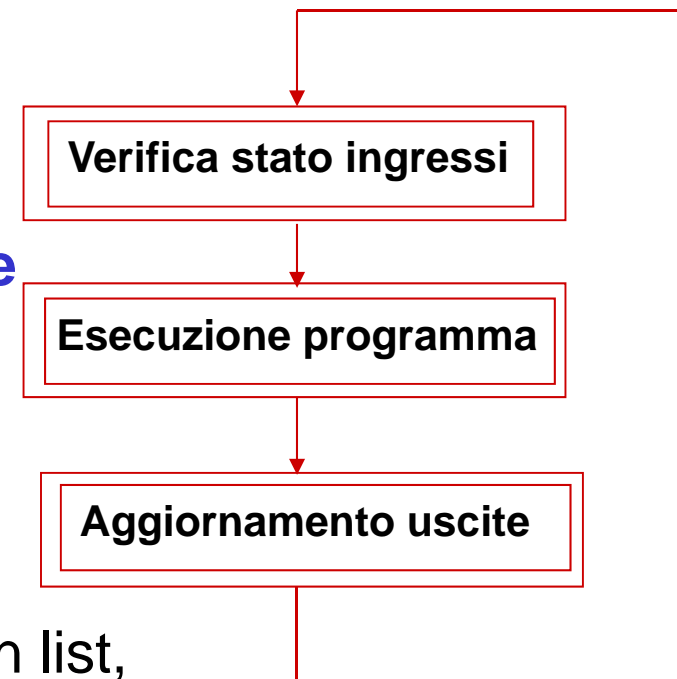 Verifica stato ingressi
e
Esecuzione programma
Aggiornamento uscite
n list,